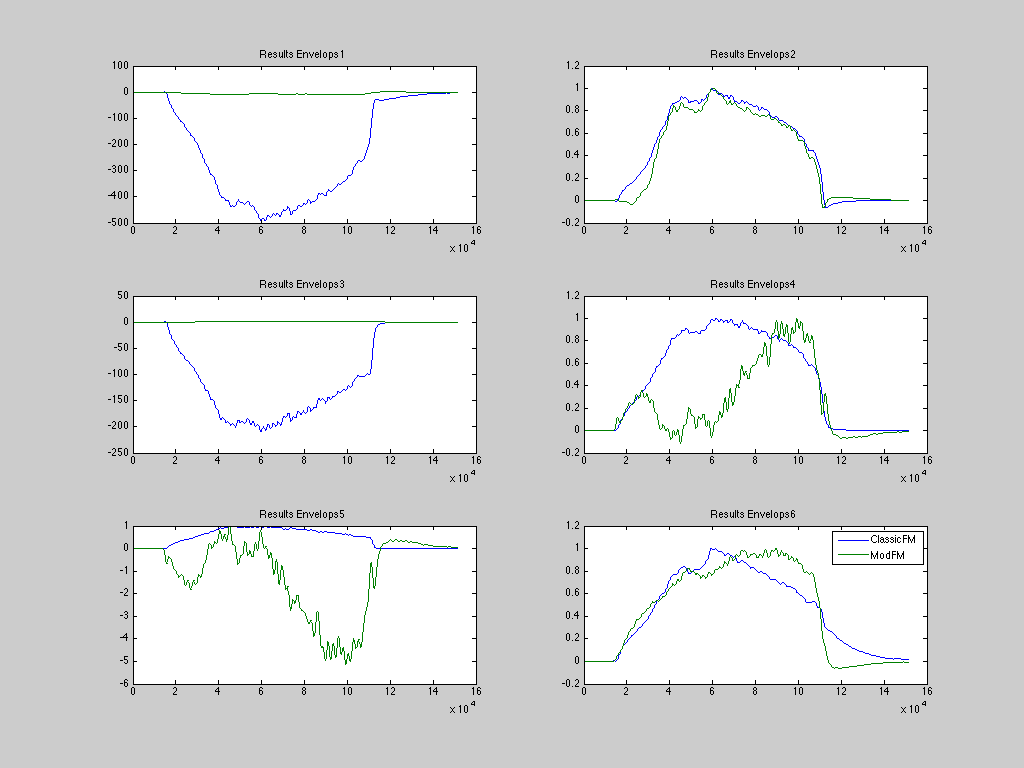 Results Envelops1
100
0
-100
-200
-300
-400
-500
0 2 4 6 8 10 12 14 16
x 10^4
Results Envelops2
1.2
1
0.8
0.6
0.4
0.2
0
-0.2
0 2 4 6 8 10 12 14 16
x 10^4
Results Envelops3
50
0
-50
-100
-150
-200
-250
0 2 4 6 8 10 12 14 16
x 10^4
Results Envelops4
1.2
1
0.8
0.6
0.4
0.2
0
-0.2
0 2 4 6 8 10 12 14 16
x 10^4
Results Envelops5
1
0
-1
-2
-3
-4
-5
-6
0 2 4 6 8 10 12 14 16
x 10^4
Results Envelops6
1.2
1
0.8
0.6
0.4
0.2
0
-0.2
0 2 4 6 8 10 12 14 16
x 10^4
ClassicFM
ModFM